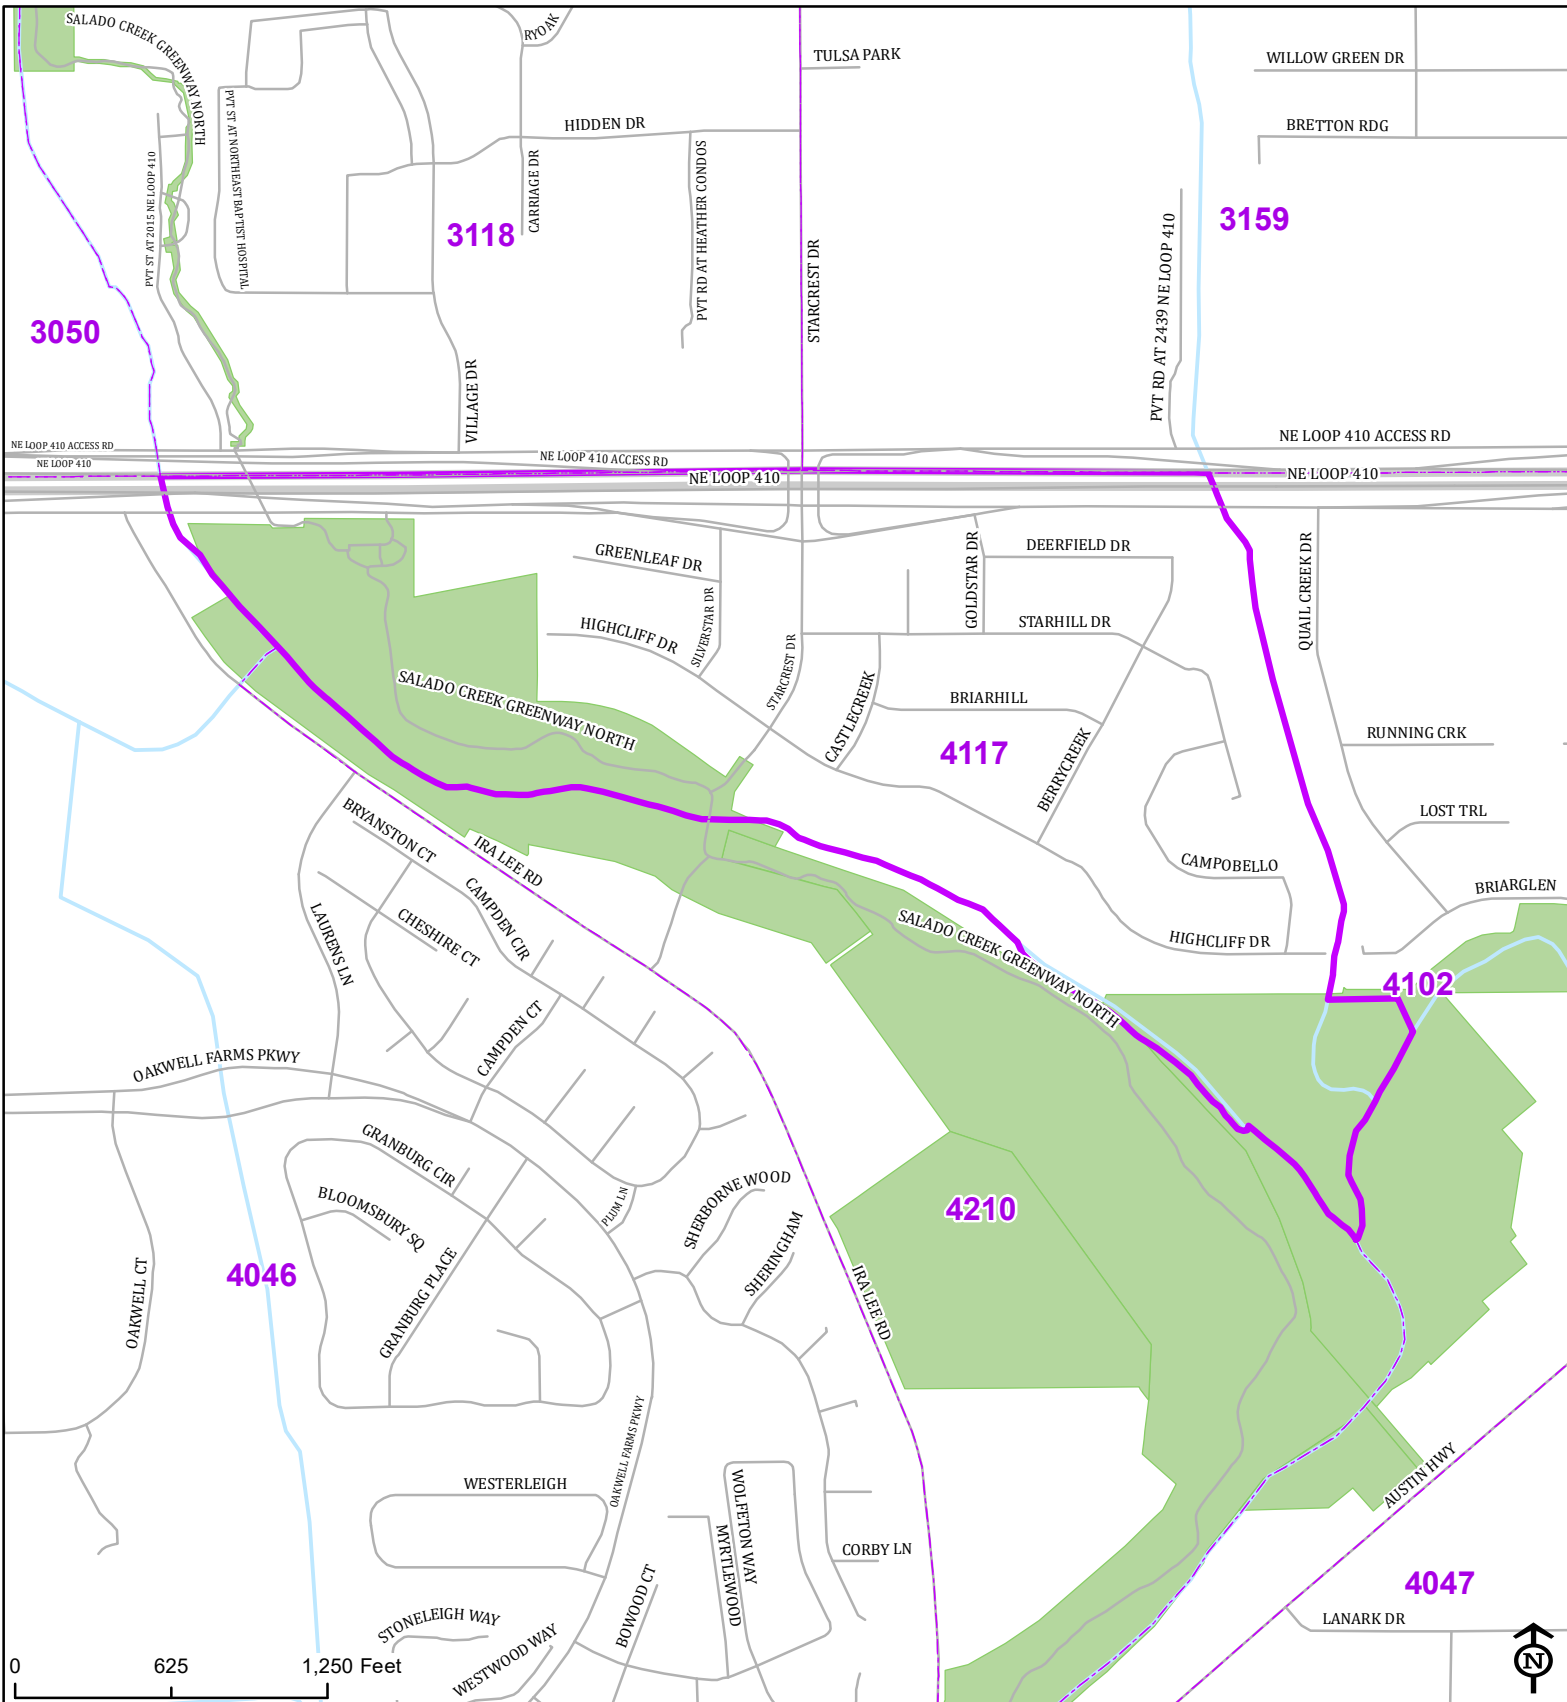 SALADO CREEK GREENWAY NORTH
RYOAK
TULSA PARK
WILLOW GREEN DR
HIDDEN DR
BRETTON RDG
PVT ST AT NORTHEAST BAPTIST HOSPITAL
PVT ST AT 2015 NE LOOP 410
CARRIAGE DR
PVT RD AT HEATHER CONDOS
3118
3159
STARCREST DR
PVT RD AT 2439 NE LOOP 410
3050
VILLAGE DR
NE LOOP 410 ACCESS RD
NE LOOP 410 ACCESS RD
NE LOOP 410 ACCESS RD
NE LOOP 410
NE LOOP 410
NE LOOP 410
GREENLEAF DR
GOLDSTAR DR
DEERFIELD DR
QUAIL CREEK DR
HIGHCLIFF DR
SILVERSTAR DR
STARHILL DR
STARCREST DR
SALADO CREEK GREENWAY NORTH
CASTLECREEK
BRIARHILL
4117
BERRYCREEK
RUNNING CRK
LOST TRL
BRYANSTON CT
IRA LEE RD
CAMPOBELLO
BRIARGLEN
CAMPDEN CIR
CHESHIRE CT
LAURENS LN
SALADO CREEK GREENWAY NORTH
HIGHCLIFF DR
4102
CAMPDEN CT
OAKWELL FARMS PKWY
GRANBURG CIR
BLOOMSBURY SQ
PLUM LN
SHERBORNE WOOD
4210
SHERINGHAM
4046
OAKWELL CT
GRANBURG PLACE
IRA LEE RD
OAKWELL FARMS PKWY
WESTERLEIGH
WOLFETON WAY
MYRTLEWOOD
AUSTIN HWY
CORBY LN
4047
BOWOOD CT
STONELEIGH WAY
WESTWOOD WAY
LANARK DR
0 625 1,250 Feet
N